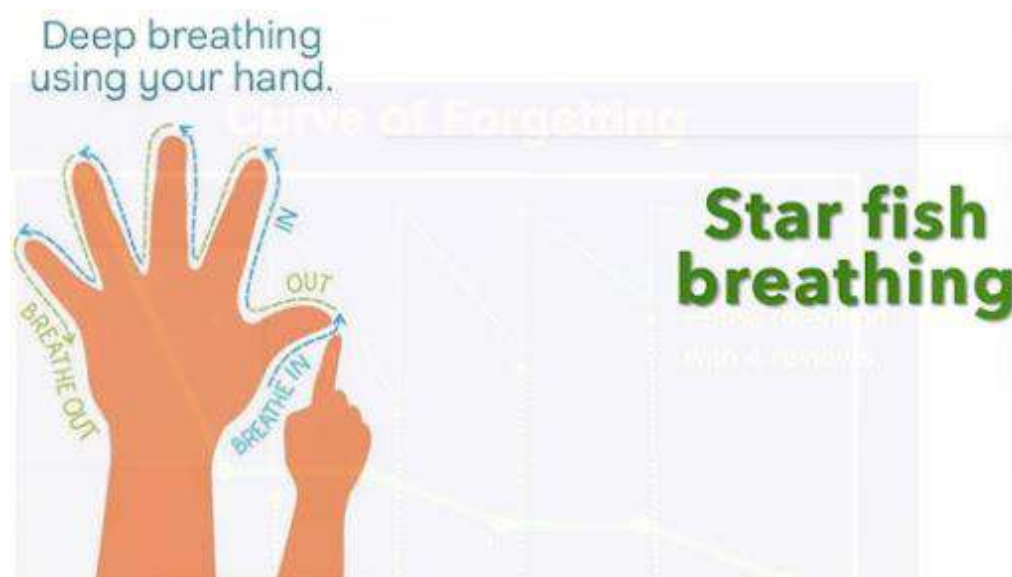 Deep breathing
using your hand.
Curve of Forgetting
Star fish
breathing
IN
OUT
BREATHE IN
BREATHE OUT